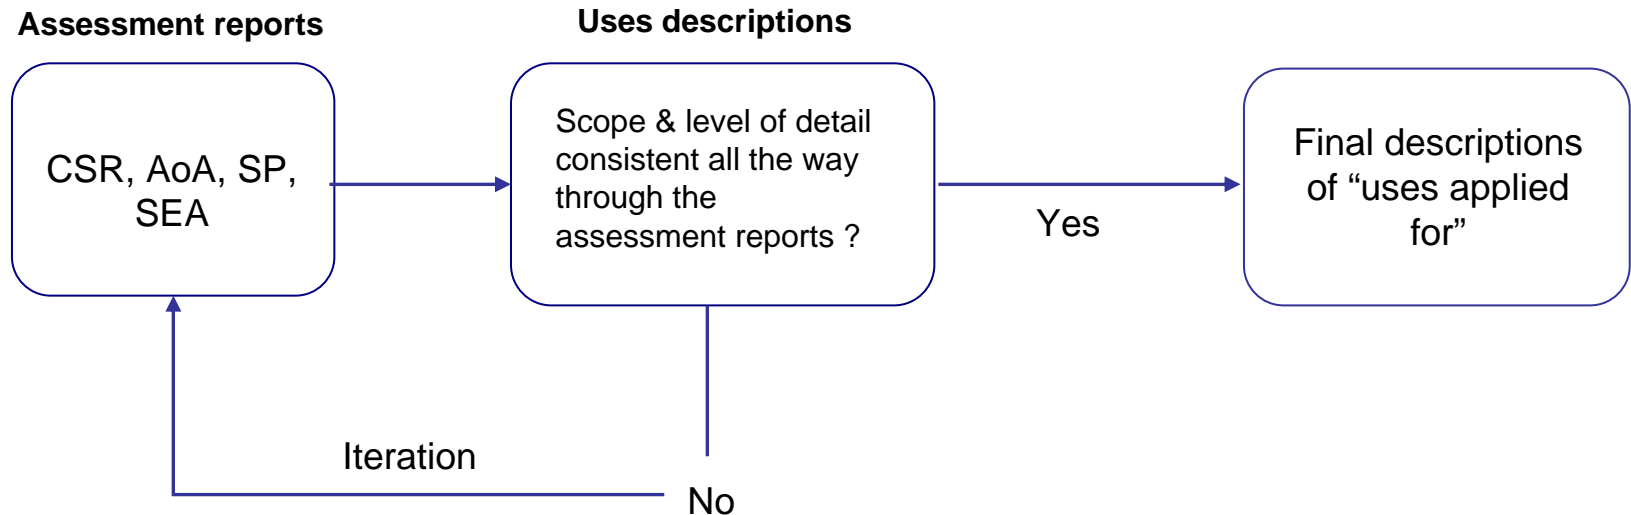 Assessment reports
Uses descriptions
CSR, AoA, SP,
SEA
Scope & level of detail
consistent all the way
through the
assessment reports ?
Yes
Final descriptions
of “uses applied
for”
Iteration
No